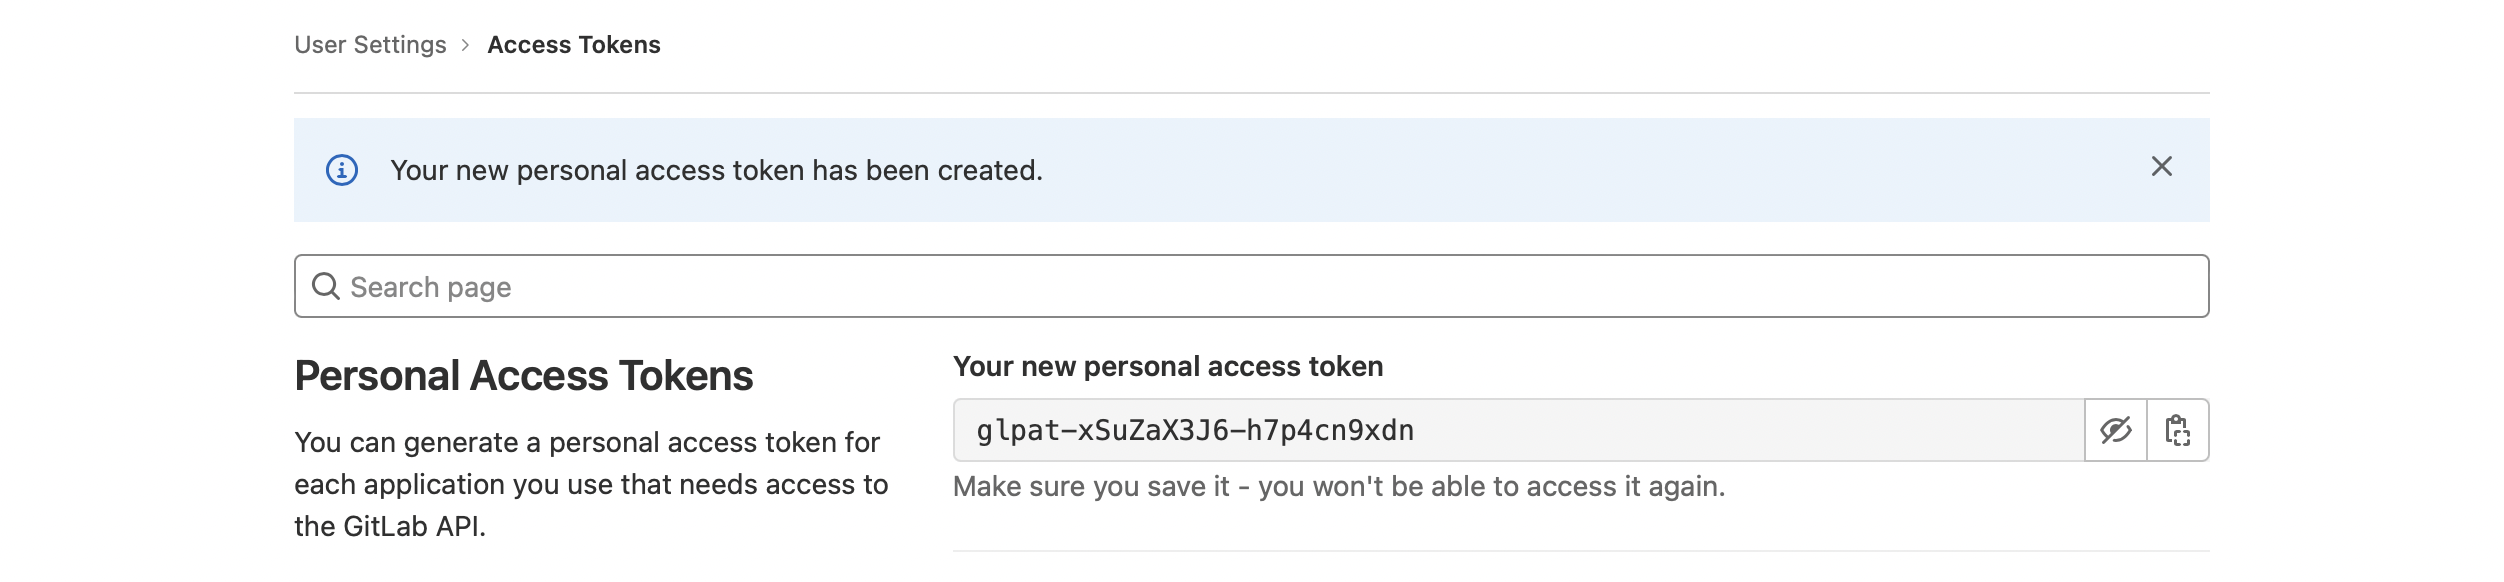 User Settings > Access Tokens
Your new personal access token has been created.
Search page
Personal Access Tokens
You can generate a personal access token for
each application you use that needs access to
the GitLab API.
Your new personal access token
glpat-xSuZaX3J6-h7p4cn9xdn
Make sure you save it - you won't be able to access it again.